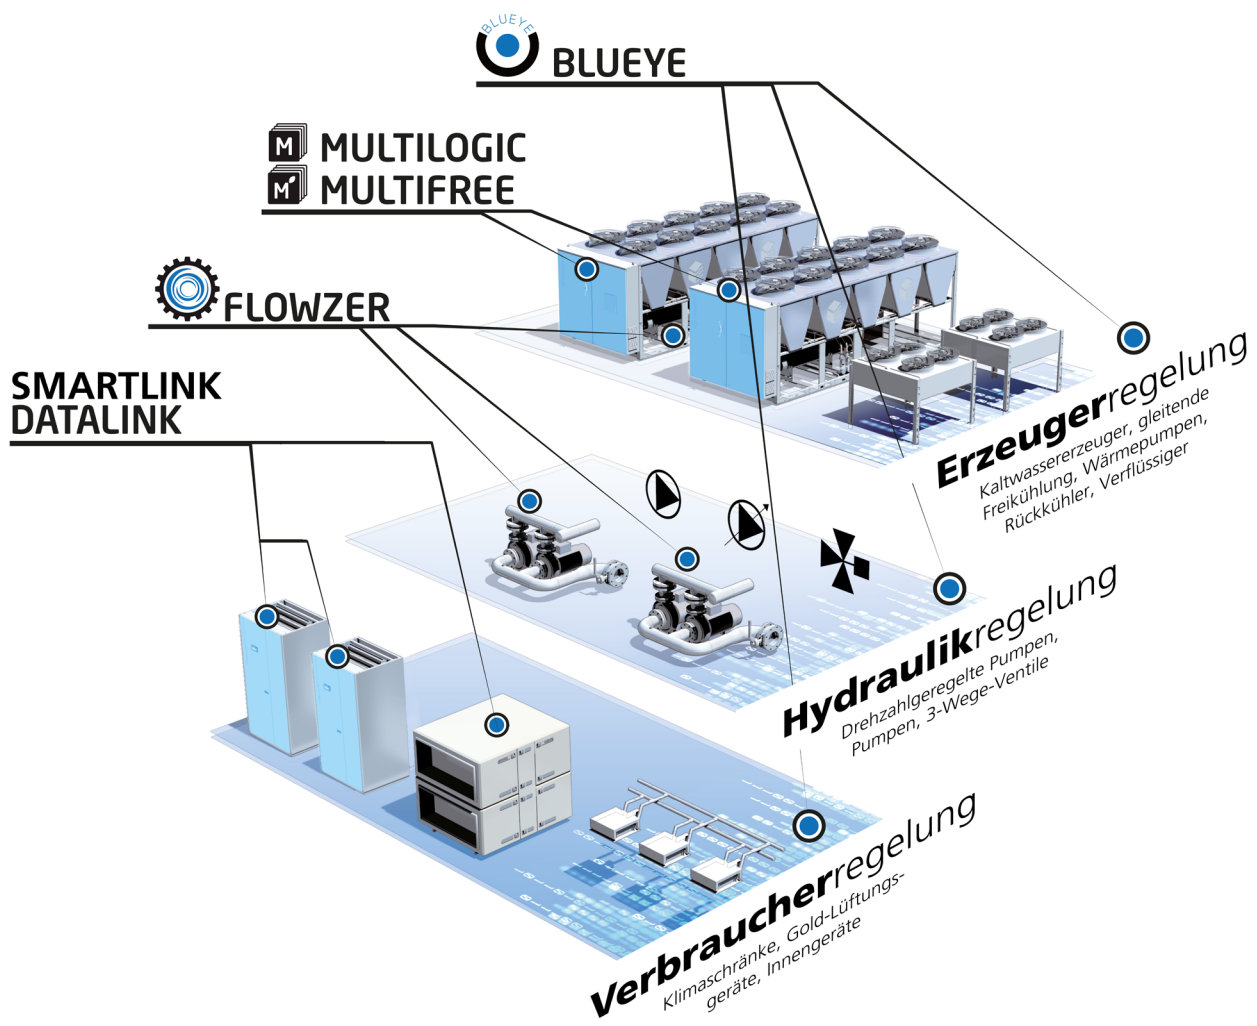 BLUEYE
BLUEYE
M MULTILOGIC
M MULTIFREE
FLOWZER
SMARTLINK
DATALINK
Erzeugerregelung
Kaltwassererzeuger, gleitende
Freikühlung, Wärmepumpen,
Rückkühler, Verflüssiger
Hydraulikregelung
Drehzahlgeregelte Pumpen,
Pumpen, 3-Wege-Ventile
Verbraucherregelung
Klimaschränke, Gold-Lüftungs-
geräte, Innengeräte